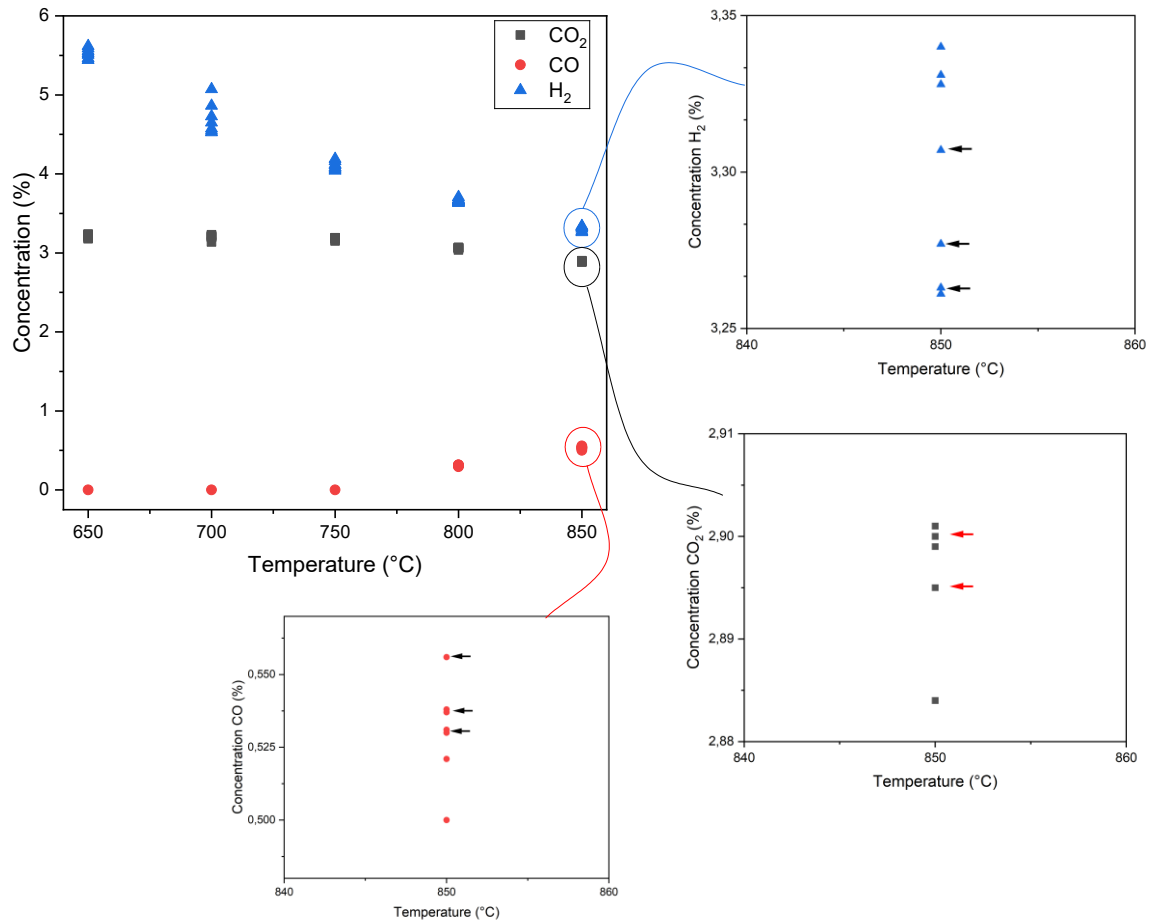 6
5
4
3
2
1
0
650 700 750 800 850
Temperature (°C)
Concentration (%)
CO₂
CO
H₂
3,35
3,30
3,25
840 850 860
Temperature (°C)
Concentration H₂ (%)
2,91
2,90
2,89
2,88
840 850 860
Temperature (°C)
Concentration CO₂ (%)
0,550
0,525
0,500
840 850 860
Temperature (°C)
Concentration CO (%)